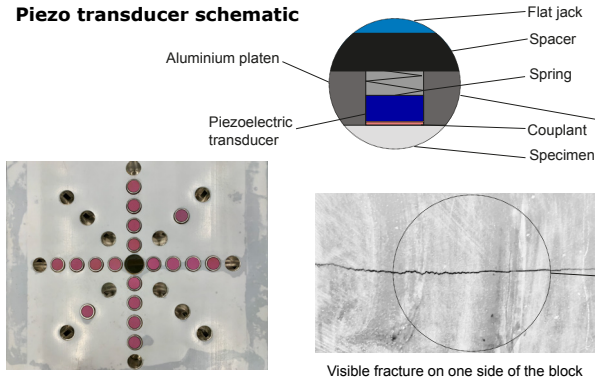 Piezo transducer schematic
Flat jack
Spacer
Aluminium platen
Spring
Piezoelectric
transducer
Couplant
Specimen
Visible fracture on one side of the block